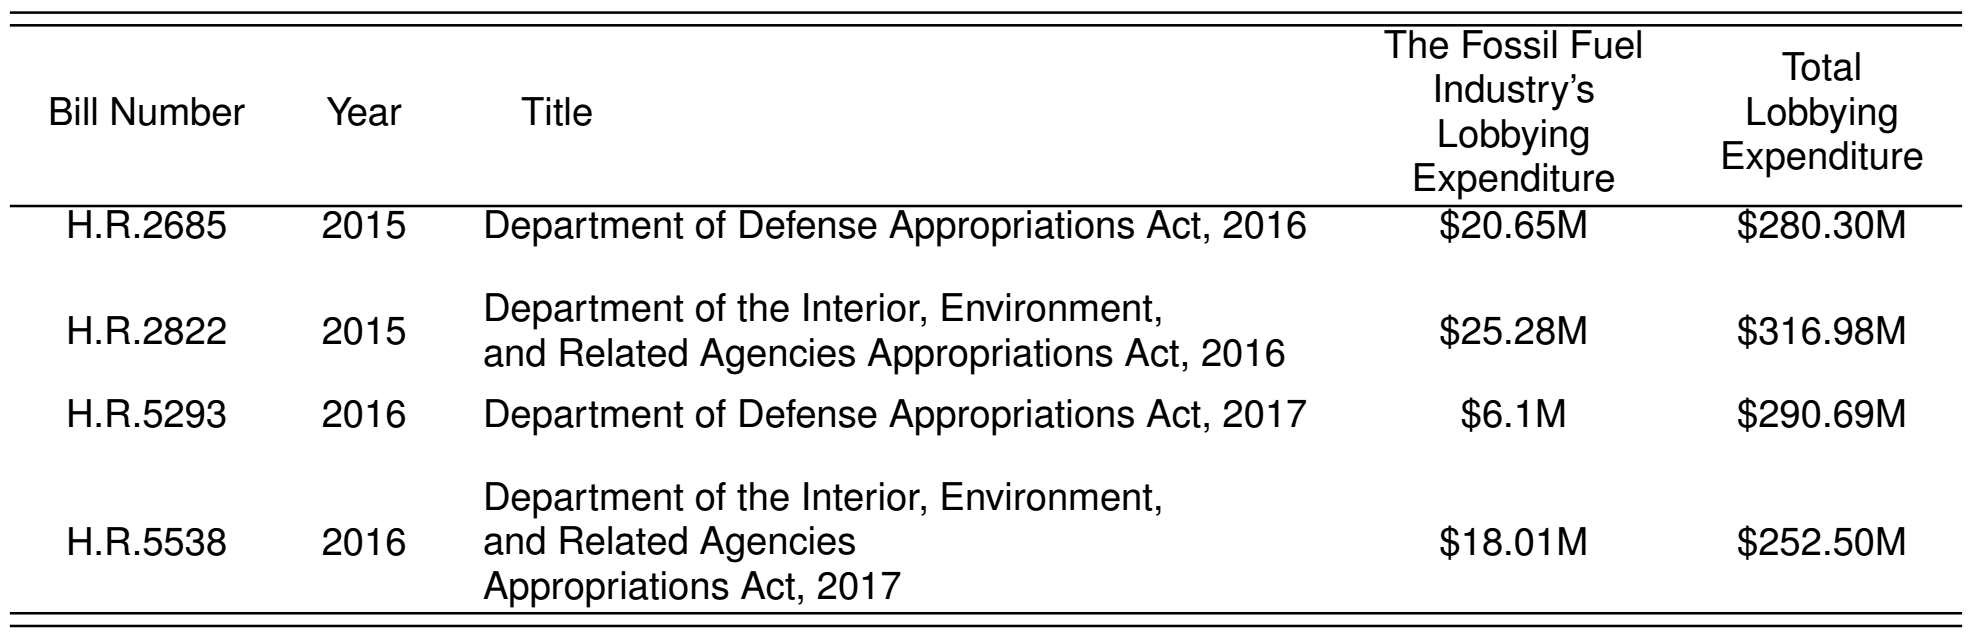 Bill Number Year Title The Fossil Fuel Industry’s Lobbying Expenditure Total Lobbying Expenditure
H.R.2685 2015 Department of Defense Appropriations Act, 2016 $20.65M $280.30M
H.R.2822 2015 Department of the Interior, Environment,
and Related Agencies Appropriations Act, 2016 $25.28M $316.98M
H.R.5293 2016 Department of Defense Appropriations Act, 2017 $6.1M $290.69M
H.R.5538 2016 Department of the Interior, Environment,
and Related Agencies
Appropriations Act, 2017 $18.01M $252.50M